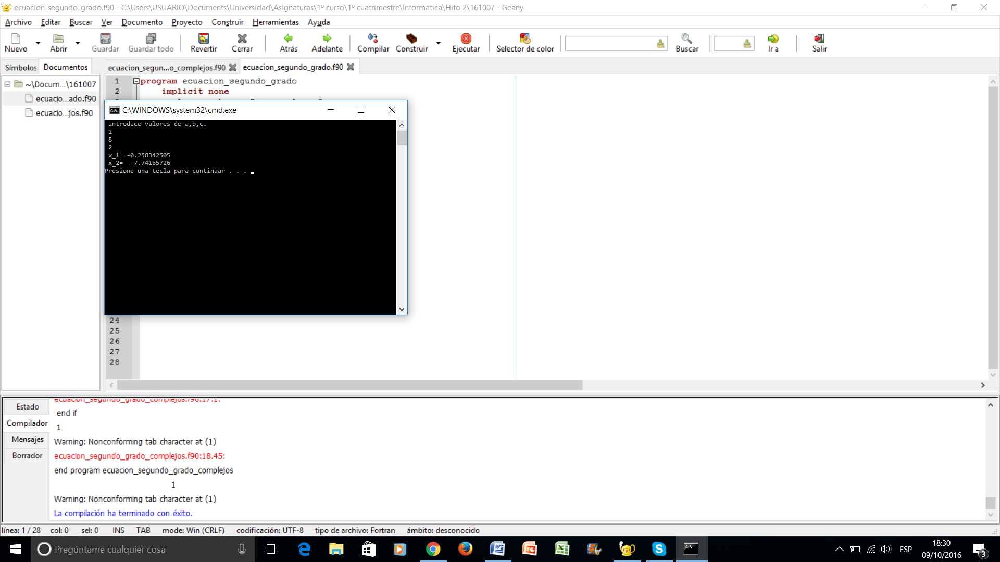 ecuacion_segundo_grado.f90 - C:\Users\USUARIO\Documents\Universidad\Asignaturas\1º curso\1º cuatrimestre\Informática\Hito 2\161007 - Geany
Archivo Editar Buscar Ver Documento Proyecto Construir Herramientas Ayuda
Nuevo Abrir Guardar Guardar todo Revertir Cerrar Atrás Adelante Compilar Construir Ejecutar Selector de color Buscar Ir a Salir
Símbolos Documentos ecuacion_segun...o_complejos.f90 ecuacion_segundo_grado.f90
~\Docum...\161007
ecuacio...ado.f90
ecuacio...jos.f90
1 program ecuacion_segundo_grado
2 implicit none
C:\WINDOWS\system32\cmd.exe
Introduce valores de a,b,c.
1
8
2
x_1= -0.258342505
x_2=  -7.74165726
Presione una tecla para continuar . . .
24
25
26
27
28
Estado
Compilador
Mensajes
Borrador
ecuacion_segundo_grado_complejos.f90:17.1:
end if
1
Warning: Nonconforming tab character at (1)
ecuacion_segundo_grado_complejos.f90:18.45:
end program ecuacion_segundo_grado_complejos
1
Warning: Nonconforming tab character at (1)
La compilación ha terminado con éxito.
línea: 1 / 28 col: 0 sel: 0 INS TAB mode: Win (CRLF) codificación: UTF-8 tipo de archivo: Fortran ámbito: desconocido
Pregúntame cualquier cosa
ESP
18:30
09/10/2016
3